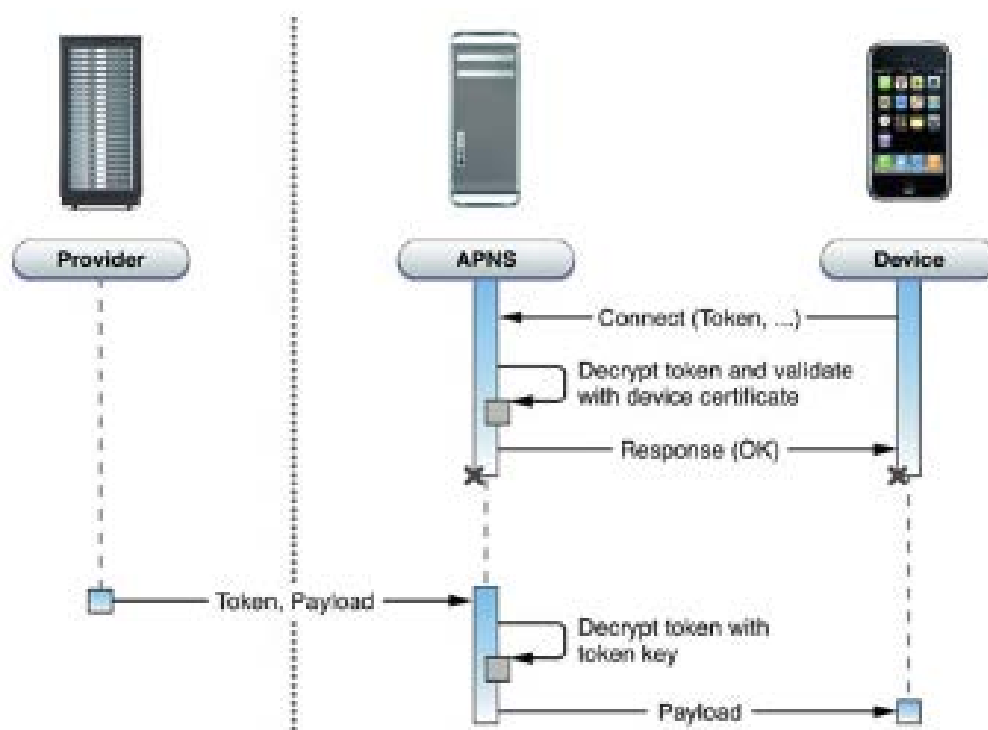 Provider
APNS
Device
Connect (Token, ...)
Decrypt token and validate
with device certificate
Response (OK)
Token, Payload
Decrypt token with
token key
Payload